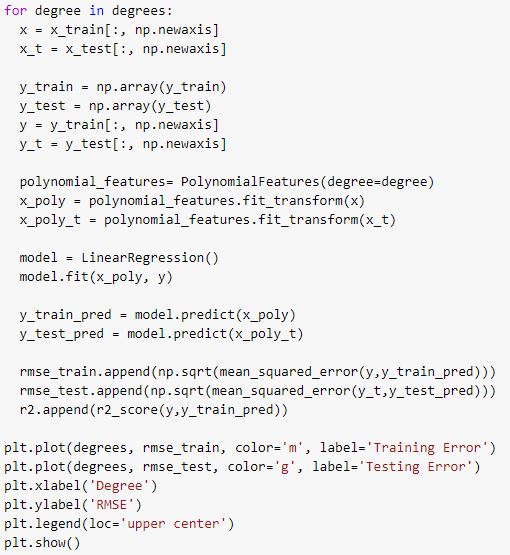 for degree in degrees:
x = x_train[:, np.newaxis]
x_t = x_test[:, np.newaxis]
y_train = np.array(y_train)
y_test = np.array(y_test)
y = y_train[:, np.newaxis]
y_t = y_test[:, np.newaxis]
polynomial_features= PolynomialFeatures(degree=degree)
x_poly = polynomial_features.fit_transform(x)
x_poly_t = polynomial_features.fit_transform(x_t)
model = LinearRegression()
model.fit(x_poly, y)
y_train_pred = model.predict(x_poly)
y_test_pred = model.predict(x_poly_t)
rmse_train.append(np.sqrt(mean_squared_error(y,y_train_pred)))
rmse_test.append(np.sqrt(mean_squared_error(y_t,y_test_pred)))
r2.append(r2_score(y,y_train_pred))
plt.plot(degrees, rmse_train, color='m', label='Training Error')
plt.plot(degrees, rmse_test, color='g', label='Testing Error')
plt.xlabel('Degree')
plt.ylabel('RMSE')
plt.legend(loc='upper center')
plt.show()